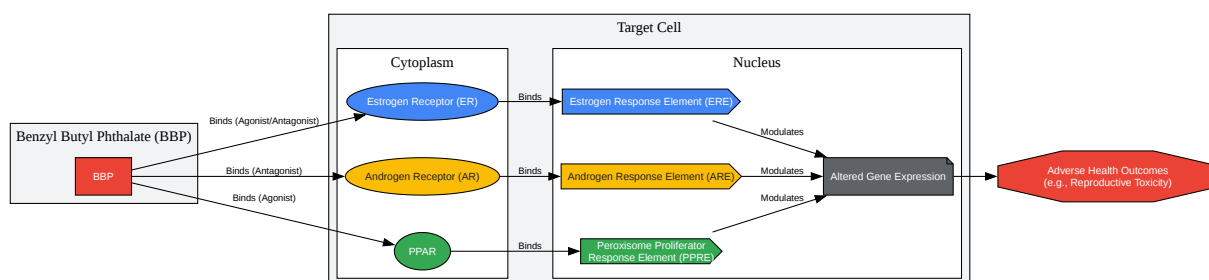 Target Cell
Cytoplasm
Nucleus
Benzyl Butyl Phthalate (BBP)
BBP
Binds (Agonist/Antagonist)
Binds (Antagonist)
Binds (Agonist)
Estrogen Receptor (ER)
Androgen Receptor (AR)
PPAR
Binds
Binds
Binds
Estrogen Response Element (ERE)
Androgen Response Element (ARE)
Peroxisome Proliferator
Response Element (PPRE)
Modulates
Modulates
Modulates
Altered Gene Expression
Adverse Health Outcomes
(e.g., Reproductive Toxicity)